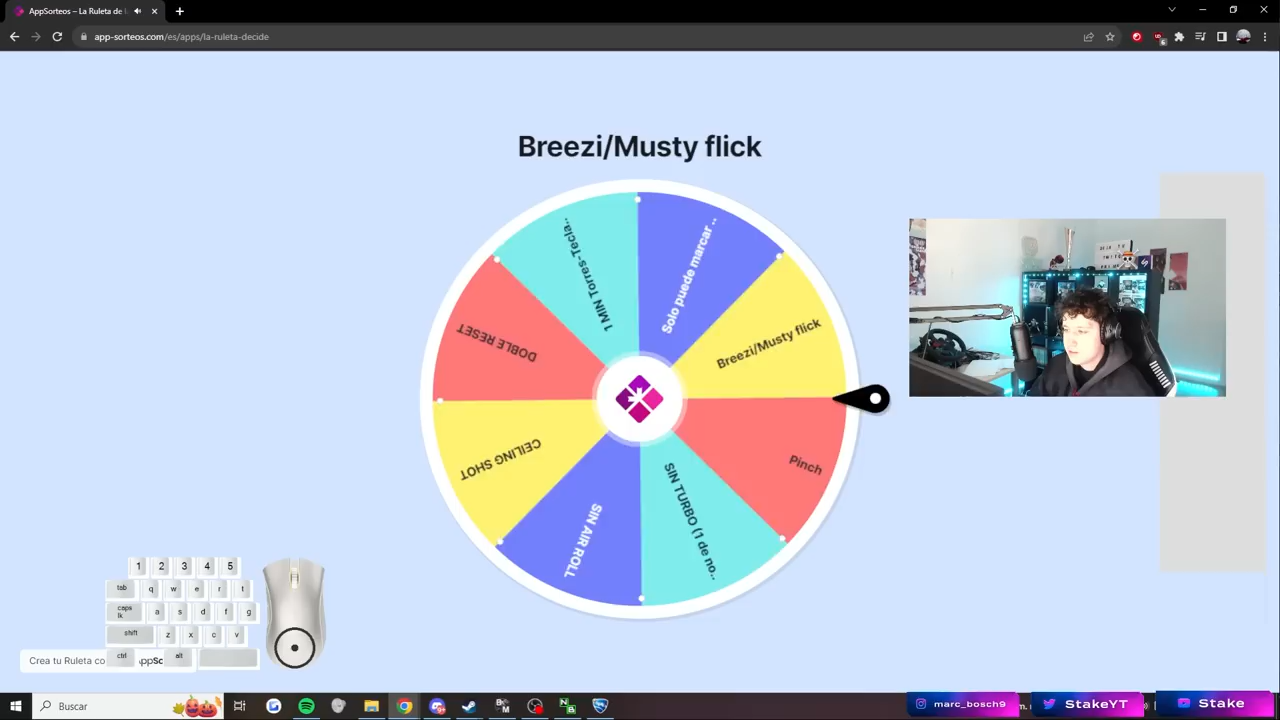 AppSorteos – La Ruleta de l
app-sorteos.com/es/apps/la-ruleta-decide
Breezi/Musty flick
1 MIN Torres-Tecla..
Solo puede marcar ..
DOBLE RESET
Breezi/Musty flick
CEILING SHOT
Pinch
SIN AIR ROLL
SIN TURBO (1 de no..
1 2 3 4 5
tab q w e r t
caps lk a s d f g
shift z x c v
ctrl alt
Crea tu Ruleta co
Buscar
marc_bosch9
StakeYT
Stake